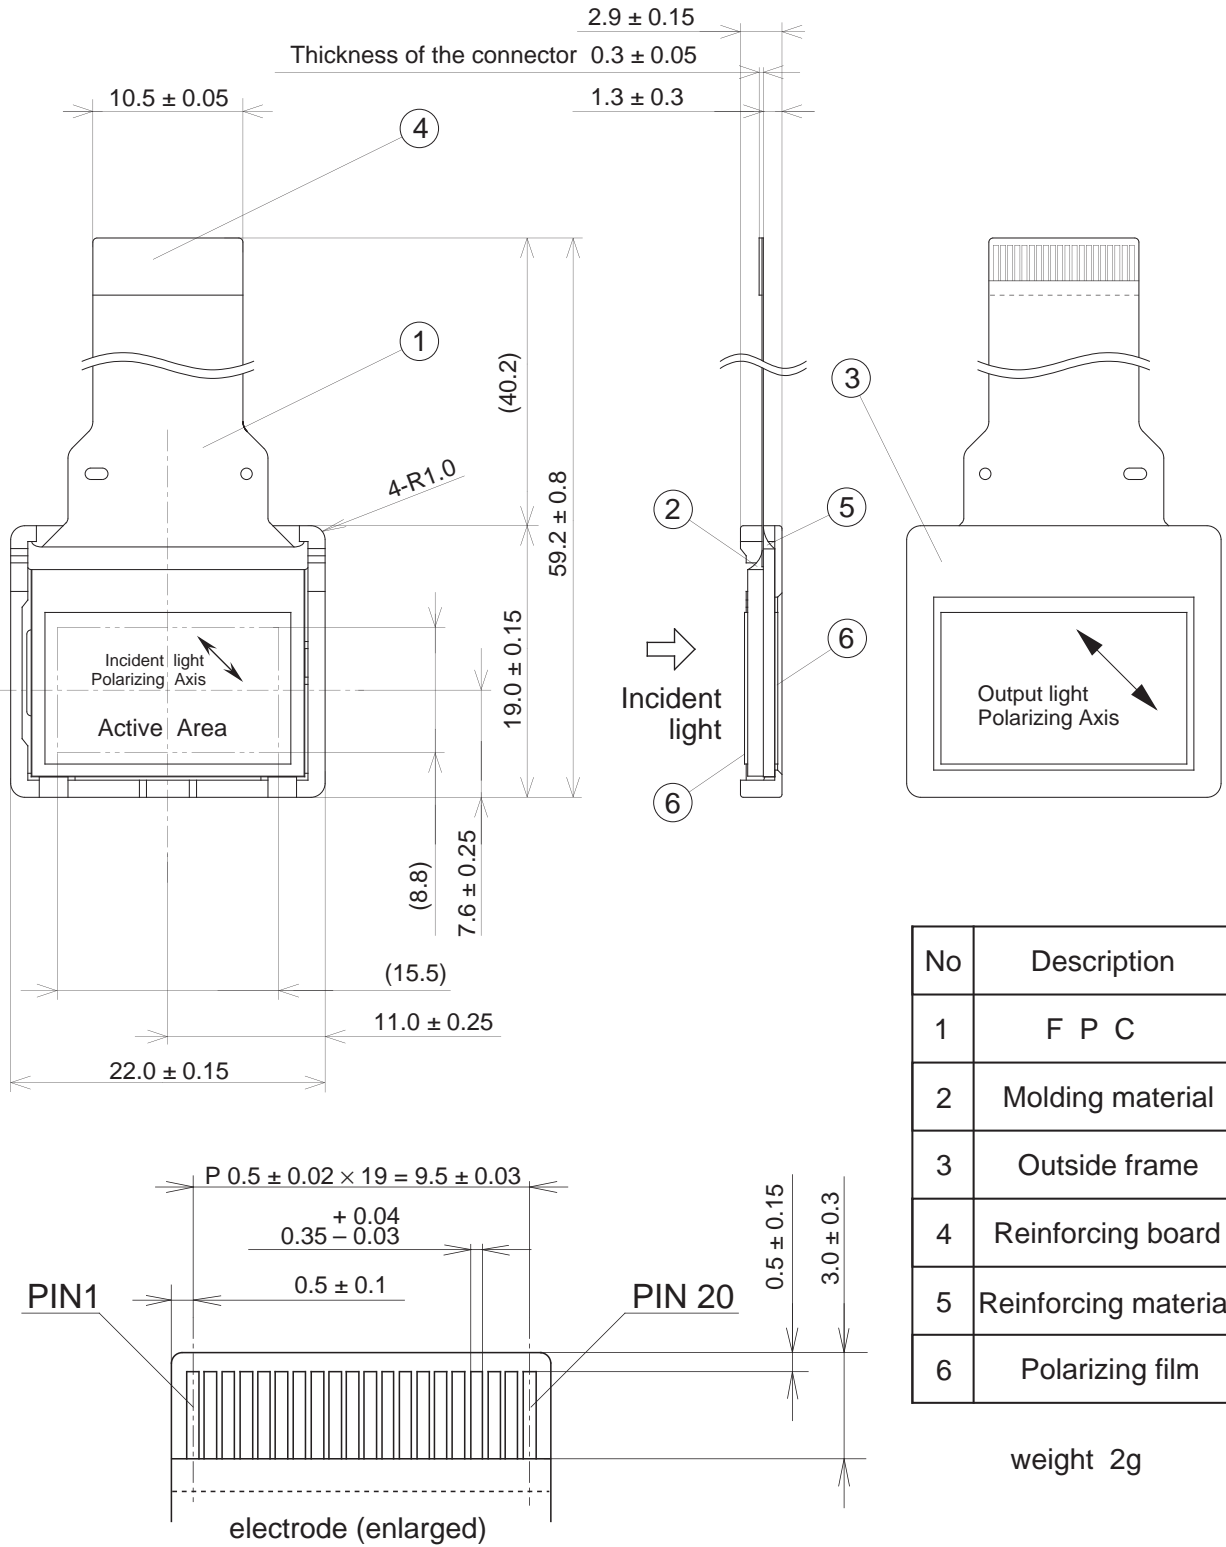 2.9 ± 0.15
Thickness of the connector 0.3 ± 0.05
10.5 ± 0.05
1.3 ± 0.3
4
1
3
(40.2)
4-R1.0
59.2 ± 0.8
2
5
19.0 ± 0.15
6
Incident light
Polarizing Axis
Active Area
Incident
light
Output light
Polarizing Axis
6
(8.8)
7.6 ± 0.25
(15.5)
11.0 ± 0.25
22.0 ± 0.15
No Description
1 F P C
2 Molding material
3 Outside frame
4 Reinforcing board
5 Reinforcing materia
6 Polarizing film
weight 2g
P 0.5 ± 0.02 × 19 = 9.5 ± 0.03
+ 0.04
0.35 – 0.03
0.5 ± 0.1
0.5 ± 0.15
3.0 ± 0.3
PIN1
PIN 20
electrode (enlarged)